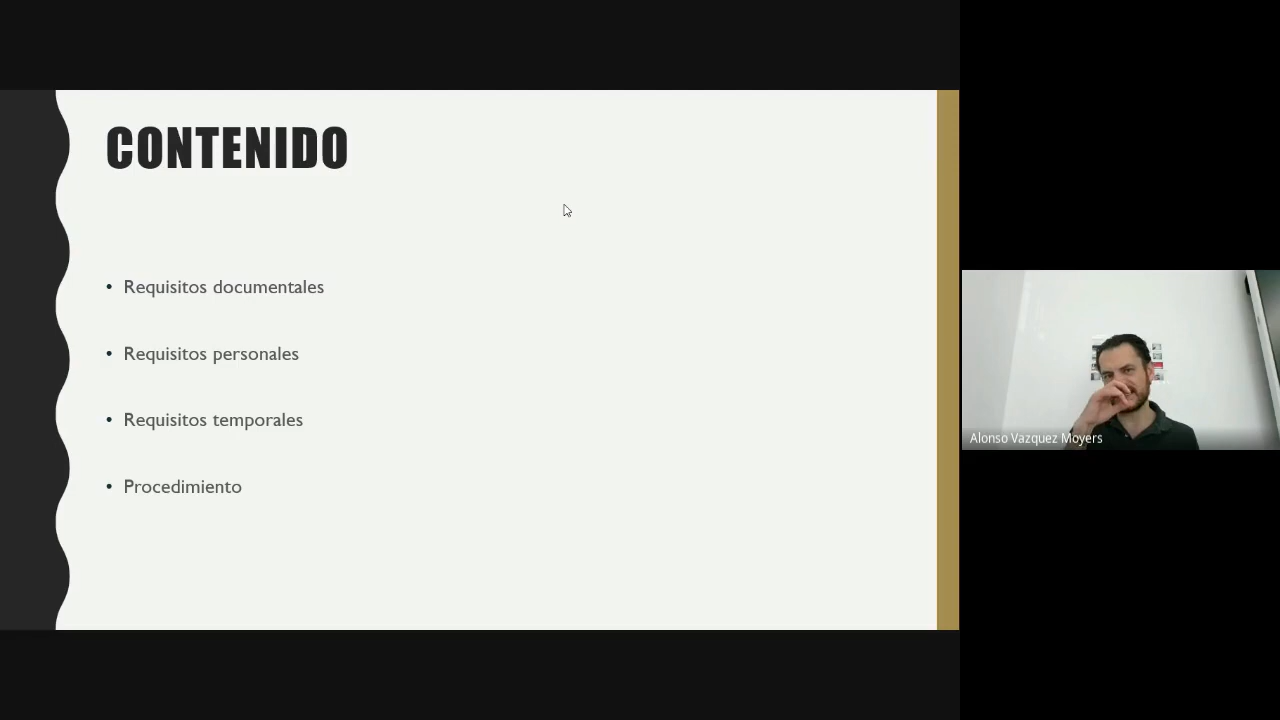 CONTENIDO
• Requisitos documentales
• Requisitos personales
• Requisitos temporales
• Procedimiento
Alonso Vazquez Moyers